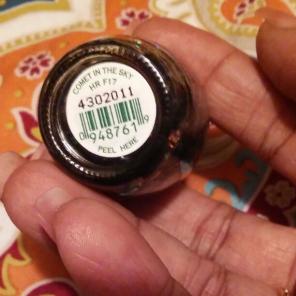 COMET IN THE SKY
HR F17
4302011
0 948761 9
PEEL HERE